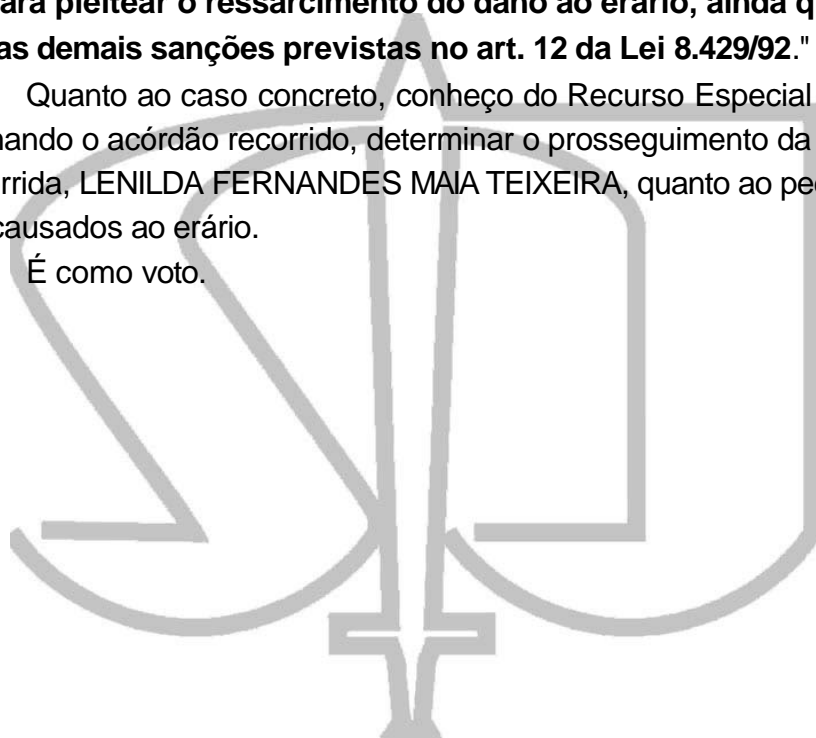 para pleitear o ressarcimento do dano ao erário, ainda q
as demais sanções previstas no art. 12 da Lei 8.429/92."
Quanto ao caso concreto, conheço do Recurso Especial
nando o acórdão recorrido, determinar o prosseguimento da
rrida, LENILDA FERNANDES MAIA TEIXEIRA, quanto ao pe
causados ao erário.
É como voto.